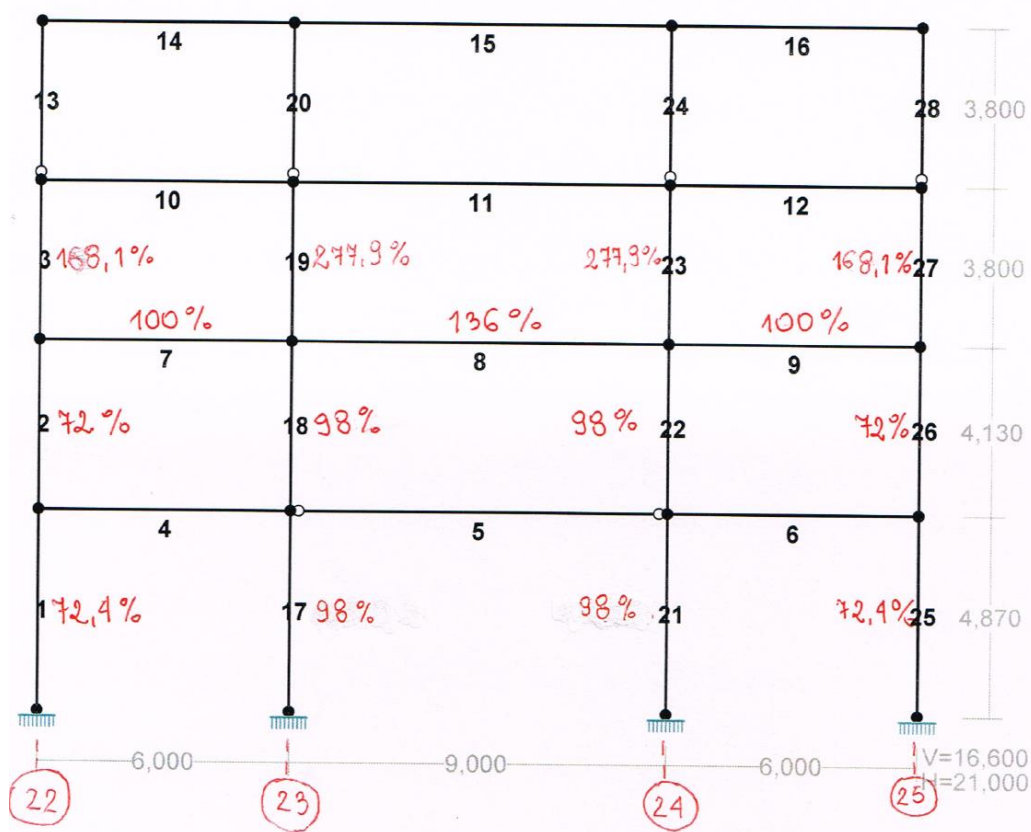 14 15 16
13 20 24 28 3,800
10 11 12
3 168,1% 19 277,9% 277,9% 23 168,1% 27 3,800
100% 136% 100%
7 8 9
2 72% 18 98% 98% 22 72% 26 4,130
4 5 6
1 72,4% 17 98% 98% 21 72,4% 25 4,870
6,000 9,000 6,000 V=16,600
H=21,000
22 23 24 25